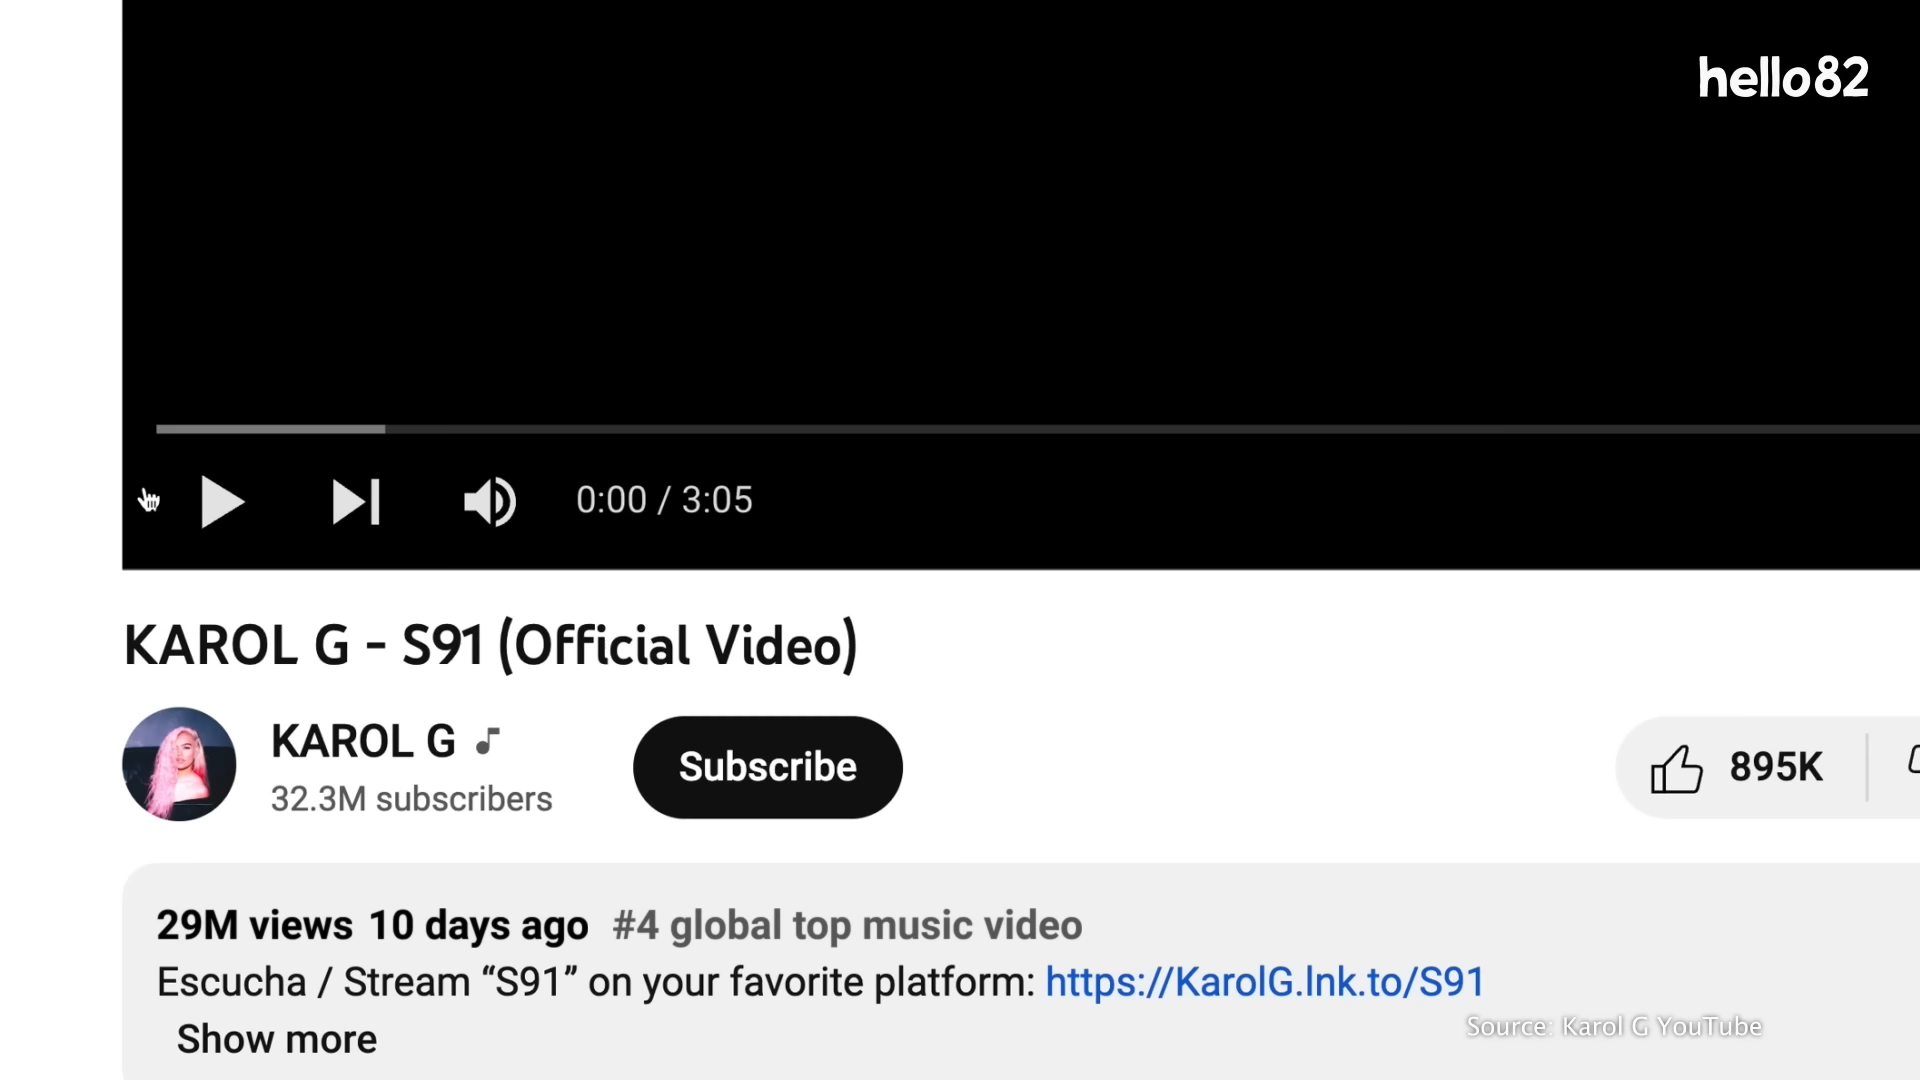 hello82
0:00 / 3:05
KAROL G - S91 (Official Video)
KAROL G
32.3M subscribers
Subscribe
895K
29M views 10 days ago #4 global top music video
Escucha / Stream “S91” on your favorite platform: https://KarolG.lnk.to/S91
Show more
Source: Karol G YouTube